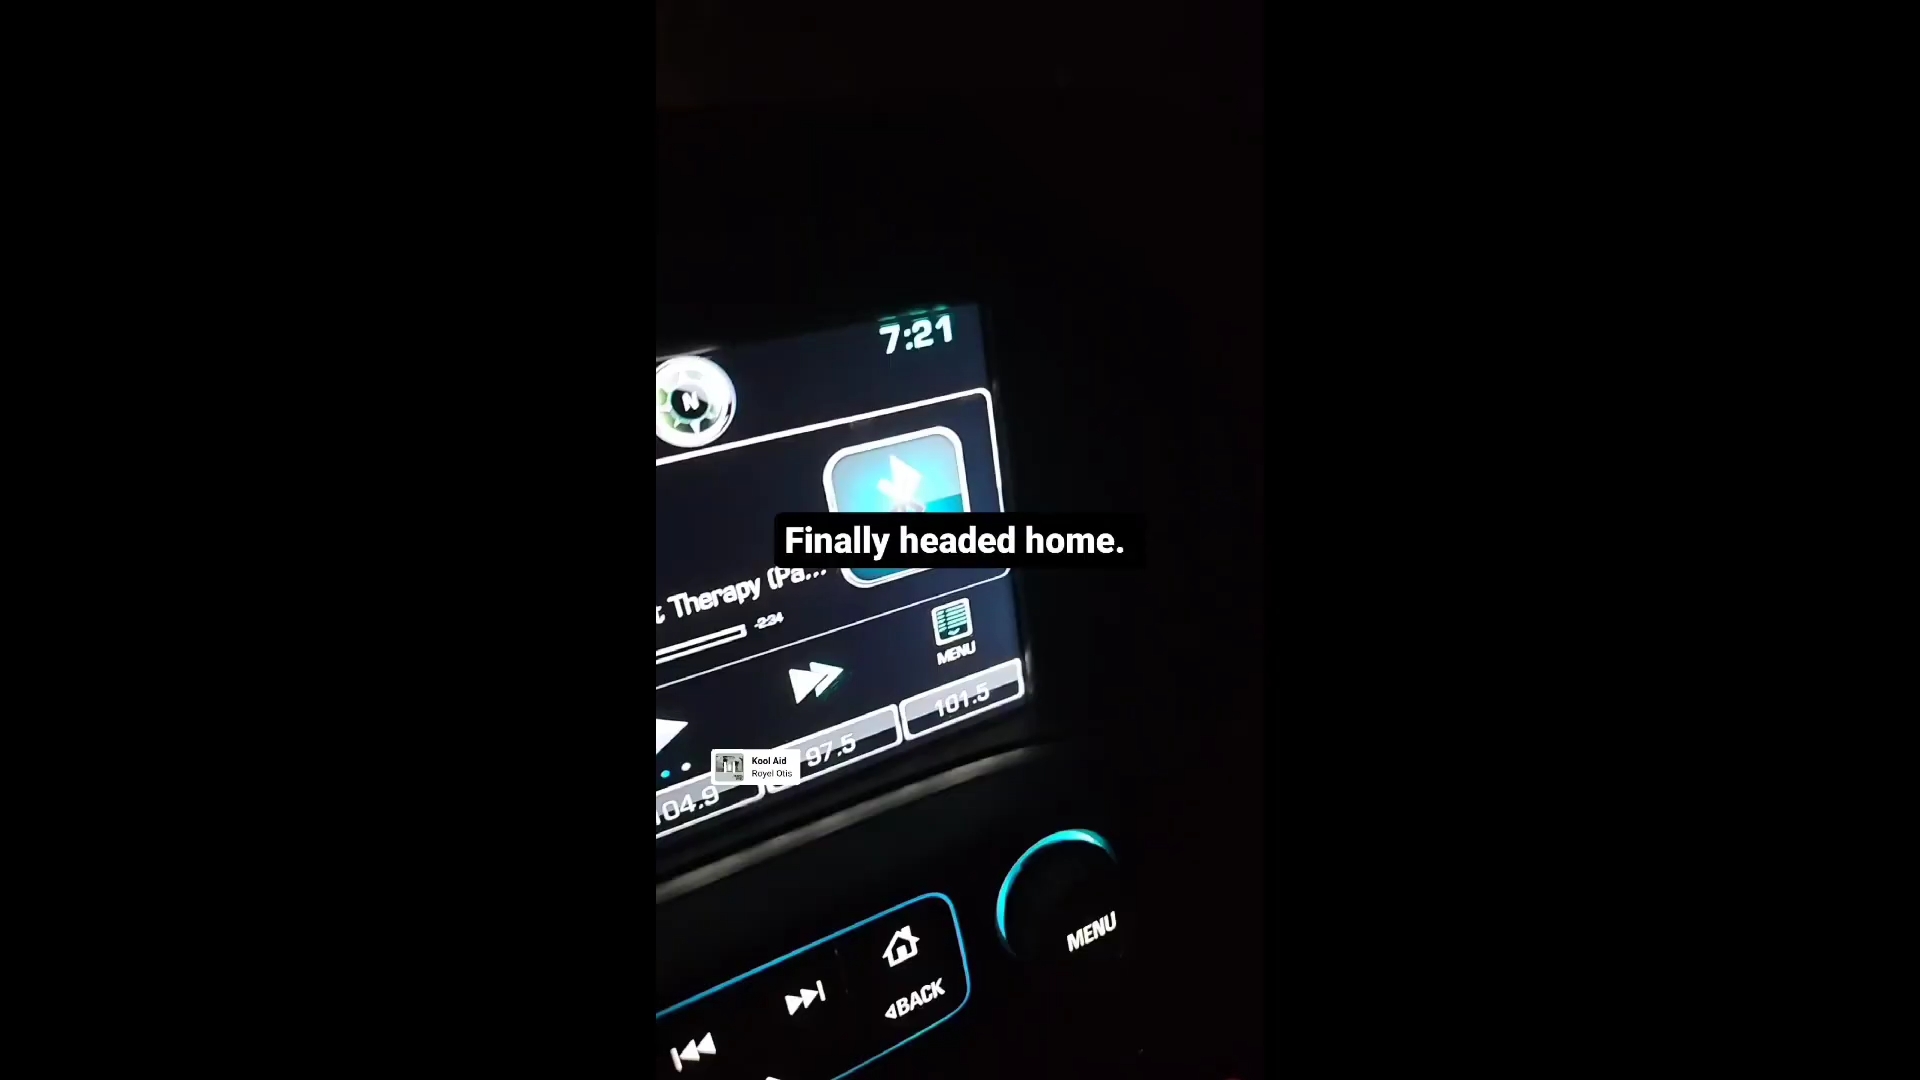 7:21
N
Finally headed home.
Therapy (Pa...
-2:34
MENU
101.5
97.5
Kool Aid
Royel Otis
04.9
MENU
BACK